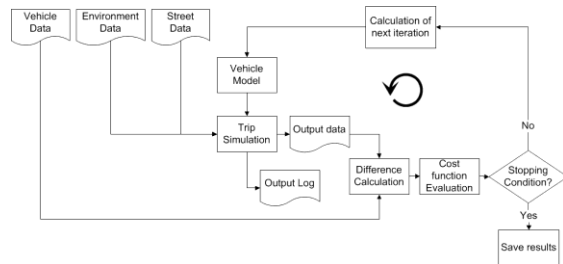 Vehicle
Data
Environment
Data
Street
Data
Calculation of
next iteration
Vehicle
Model
Trip
Simulation
Output data
No
Output Log
Difference
Calculation
Cost
function
Evaluation
Stopping
Condition?
Yes
Save results